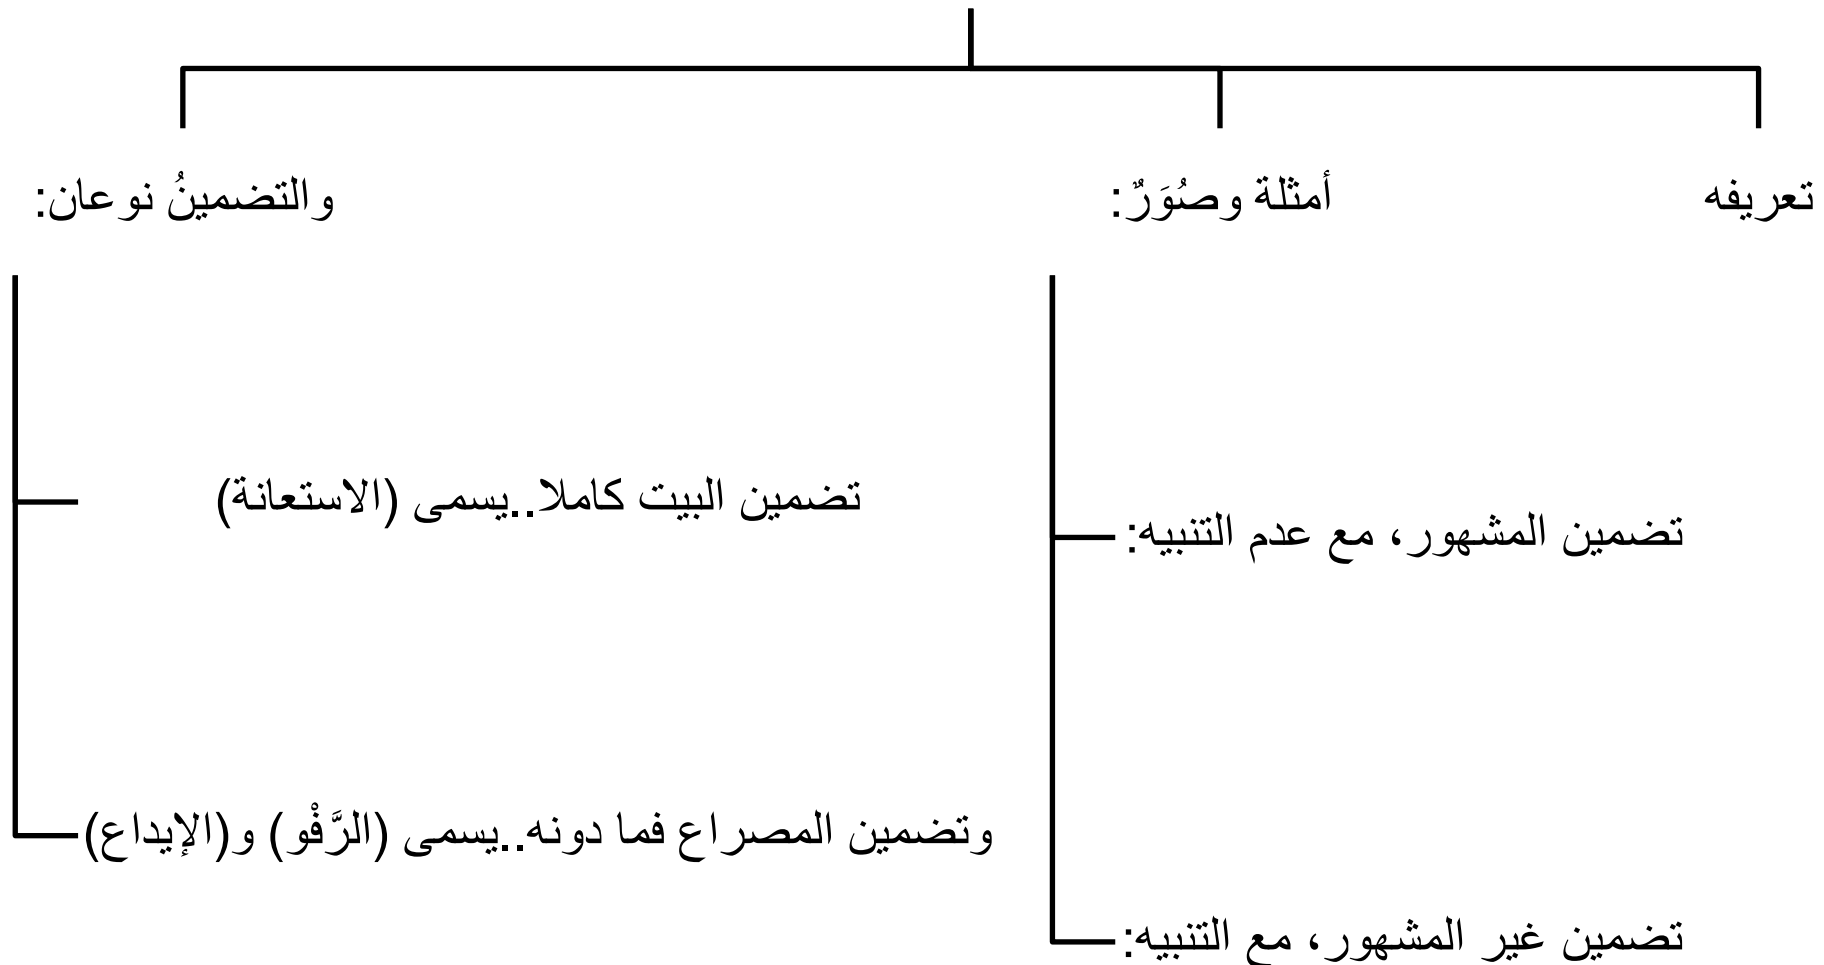 تعريفه
أمثلة وصُوَرٌ:
تضمين المشهور، مع عدم التنبيه:
تضمين غير المشهور، مع التنبيه:
والتضمينُ نوعان:
تضمين البيت كاملا..يسمى (الاستعانة)
وتضمين المصراع فما دونه..يسمى (الرَّفْو) و(الإيداع)